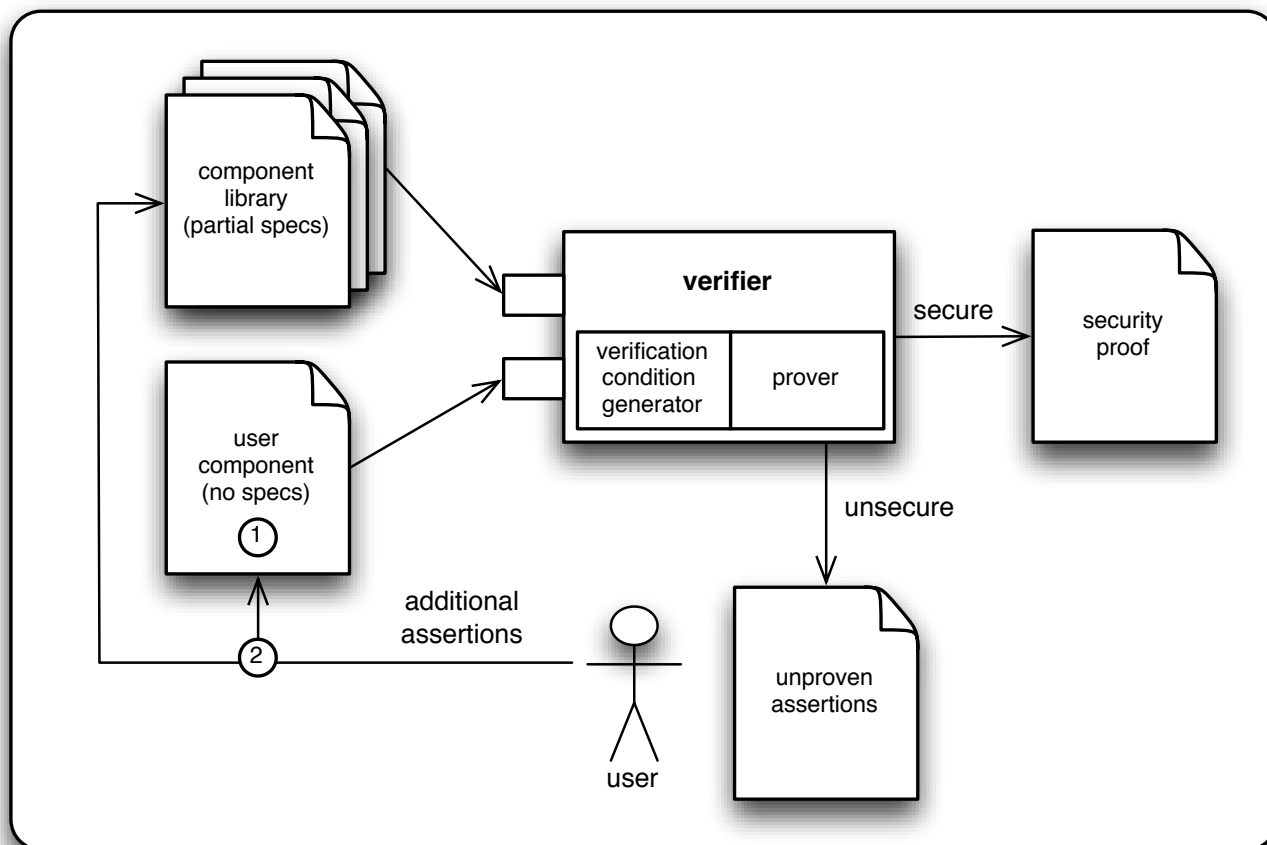 component
library
(partial specs)
verifier
verification
condition
generator
prover
secure
security
proof
user
component
(no specs)
1
unsecure
additional
assertions
2
user
unproven
assertions